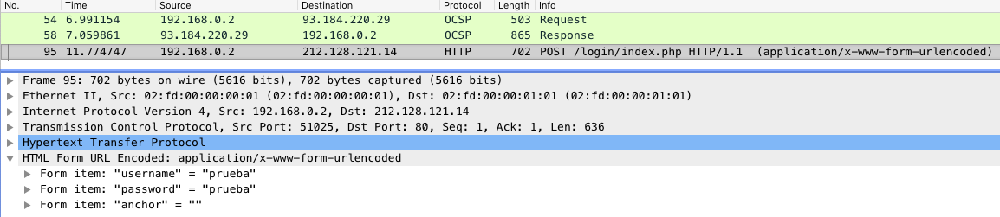 No. Time Source Destination Protocol Length Info
54 6.991154 192.168.0.2 93.184.220.29 OCSP 503 Request
58 7.059861 93.184.220.29 192.168.0.2 OCSP 865 Response
95 11.774747 192.168.0.2 212.128.121.14 HTTP 702 POST /login/index.php HTTP/1.1 (application/x-www-form-urlencoded)
Frame 95: 702 bytes on wire (5616 bits), 702 bytes captured (5616 bits)
Ethernet II, Src: 02:fd:00:00:00:01 (02:fd:00:00:00:01), Dst: 02:fd:00:00:01:01 (02:fd:00:00:01:01)
Internet Protocol Version 4, Src: 192.168.0.2, Dst: 212.128.121.14
Transmission Control Protocol, Src Port: 51025, Dst Port: 80, Seq: 1, Ack: 1, Len: 636
Hypertext Transfer Protocol
HTML Form URL Encoded: application/x-www-form-urlencoded
Form item: "username" = "prueba"
Form item: "password" = "prueba"
Form item: "anchor" = ""